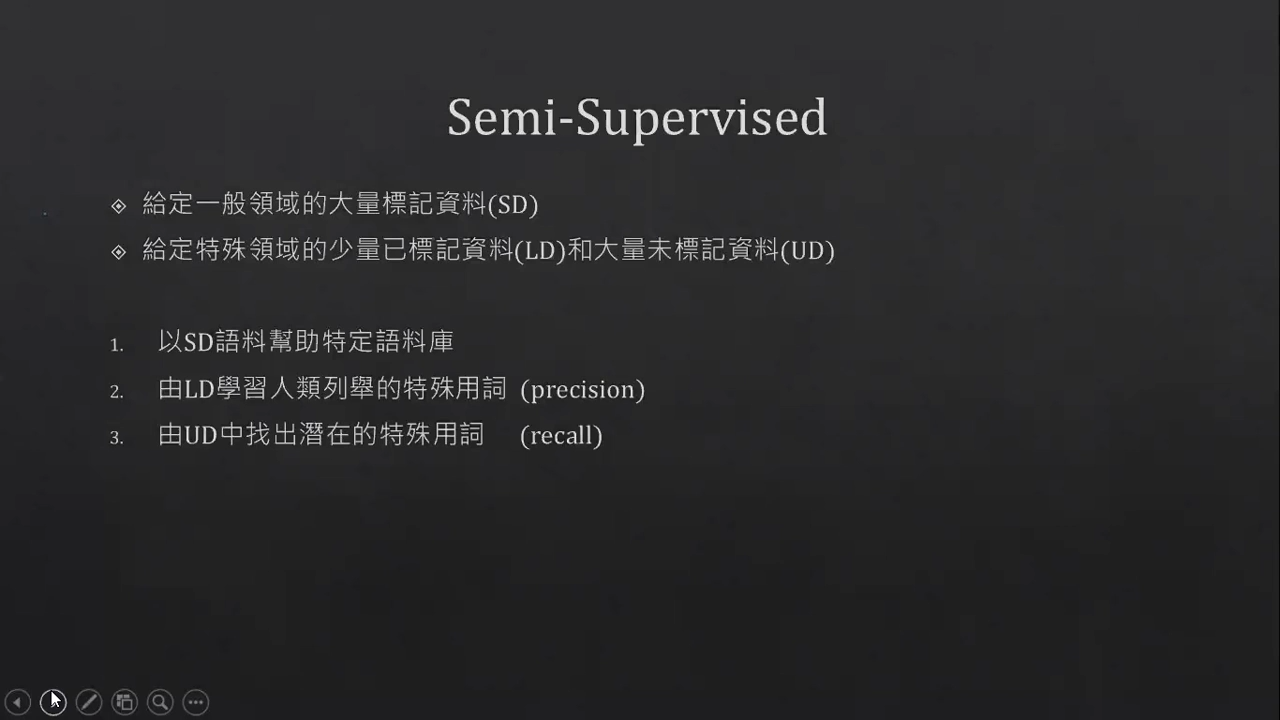 Semi-Supervised
給定一般領域的大量標記資料(SD)
給定特殊領域的少量已標記資料(LD)和大量未標記資料(UD)
1. 以SD語料幫助特定語料庫
2. 由LD學習人類列舉的特殊用詞 (precision)
3. 由UD中找出潛在的特殊用詞 (recall)